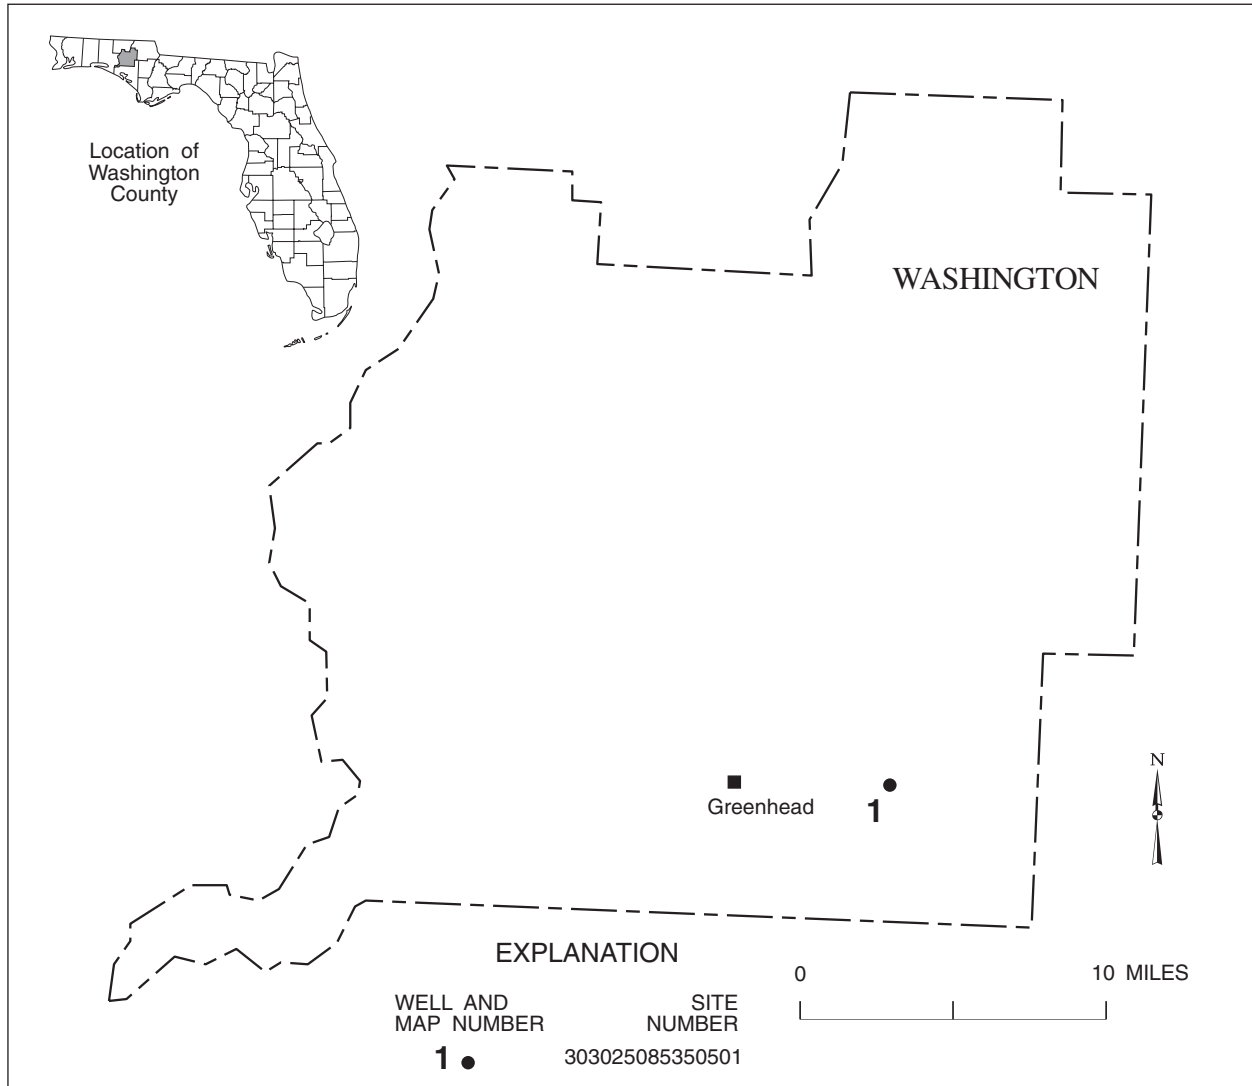 Location of
Washington
County
WASHINGTON
N
Greenhead
1
EXPLANATION
0 10 MILES
WELL AND SITE
MAP NUMBER NUMBER
1 303025085350501